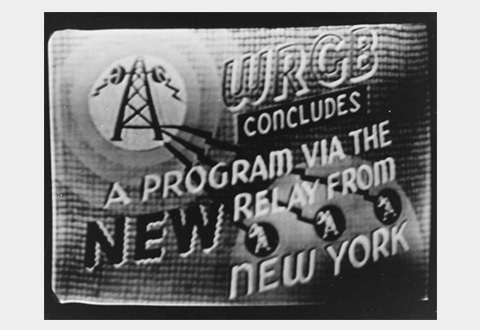 WRGB
CONCLUDES
A PROGRAM VIA THE
NEW RELAY FROM
NEW YORK